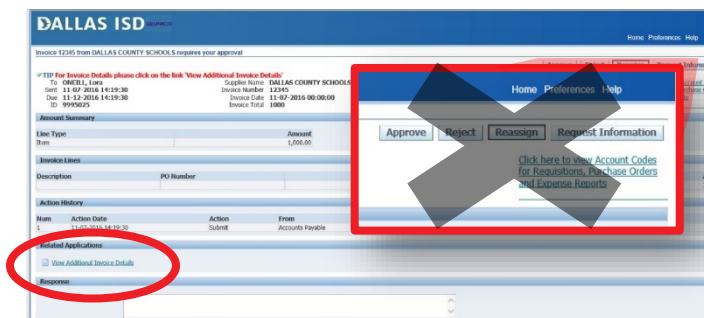 DALLAS ISD
Home Preferences Help
Invoice 12345 from DALLAS COUNTY SCHOOLS requires your approval
TIP For Invoice Details please click on the link 'View Additional Invoice Details'
To ONEILL, Lora Supplier Name DALLAS COUNTY SCHOOLS
Sent 11-07-2016 14:19:30 Invoice Number 12345
Due 11-12-2016 14:19:30 Invoice Date 11-07-2016 00:00:00
ID 9995025 Invoice Total 1000
Home Preferences Help
Approve Reject Reassign Request Information
Click here to view Account Codes
for Requisitions, Purchase Orders
and Expense Reports
Amount Summary
Line Type Amount
Item 1,000.00
Invoice Lines
Description PO Number
Action History
Num Action Date Action From
1 11-07-2016 14:19:30 Submit Accounts Payable
Related Applications
View Additional Invoice Details
Response